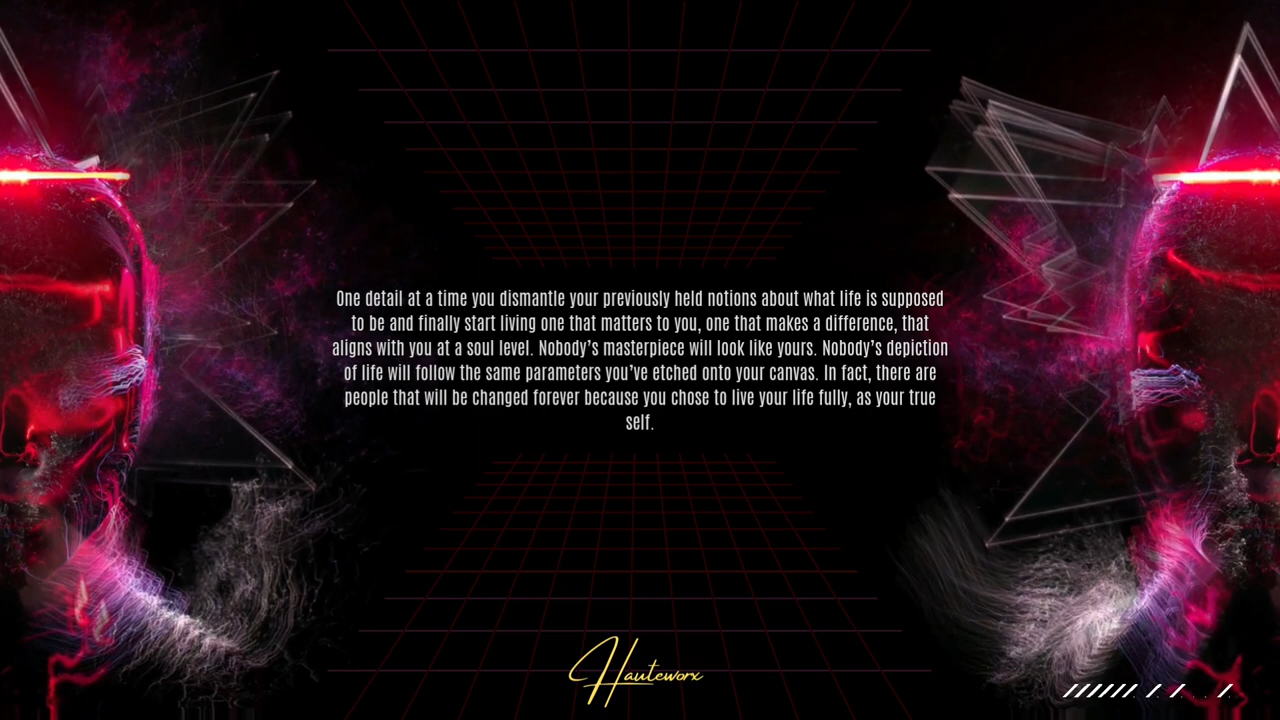 One detail at a time you dismantle your previously held notions about what life is supposed
to be and finally start living one that matters to you, one that makes a difference, that
aligns with you at a soul level. Nobody’s masterpiece will look like yours. Nobody’s depiction
of life will follow the same parameters you’ve etched onto your canvas. In fact, there are
people that will be changed forever because you chose to live your life fully, as your true
self.
Hauteworx